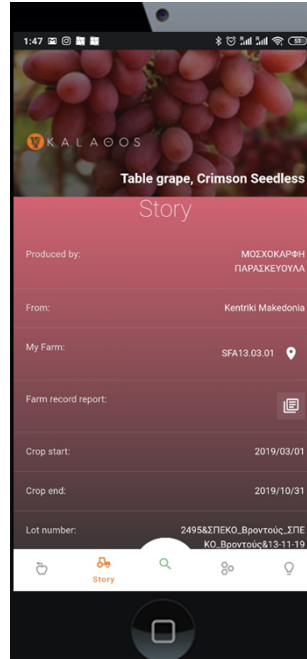 1:47
53
KALAΘOS
Table grape, Crimson Seedless
Story
Produced by:
ΜΟΣΧΟΚΑΡΦΗ
ΠΑΡΑΣΚΕΥΟΥΛΑ
From:
Kentriki Makedonia
My Farm:
SFA13.03.01
Farm record report:
Crop start:
2019/03/01
Crop end:
2019/10/31
Lot number:
2495&ΣΠΕΚΟ_Βροντούς_ΣΠΕ
ΚΟ_Βροντούς&13-11-19
Story